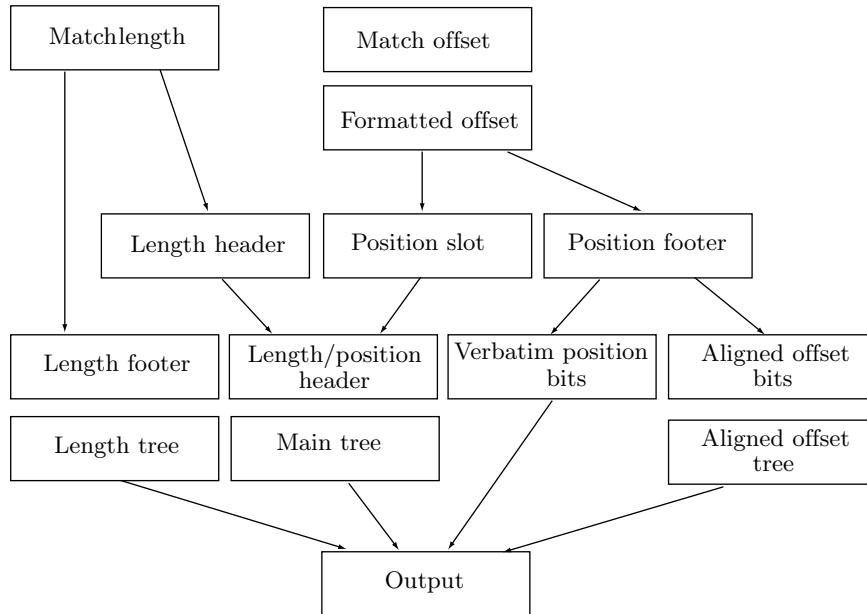 Matchlength
Match offset
Formatted offset
Length header
Position slot
Position footer
Length footer
Length/position
header
Verbatim position
bits
Aligned offset
bits
Length tree
Main tree
Aligned offset
tree
Output